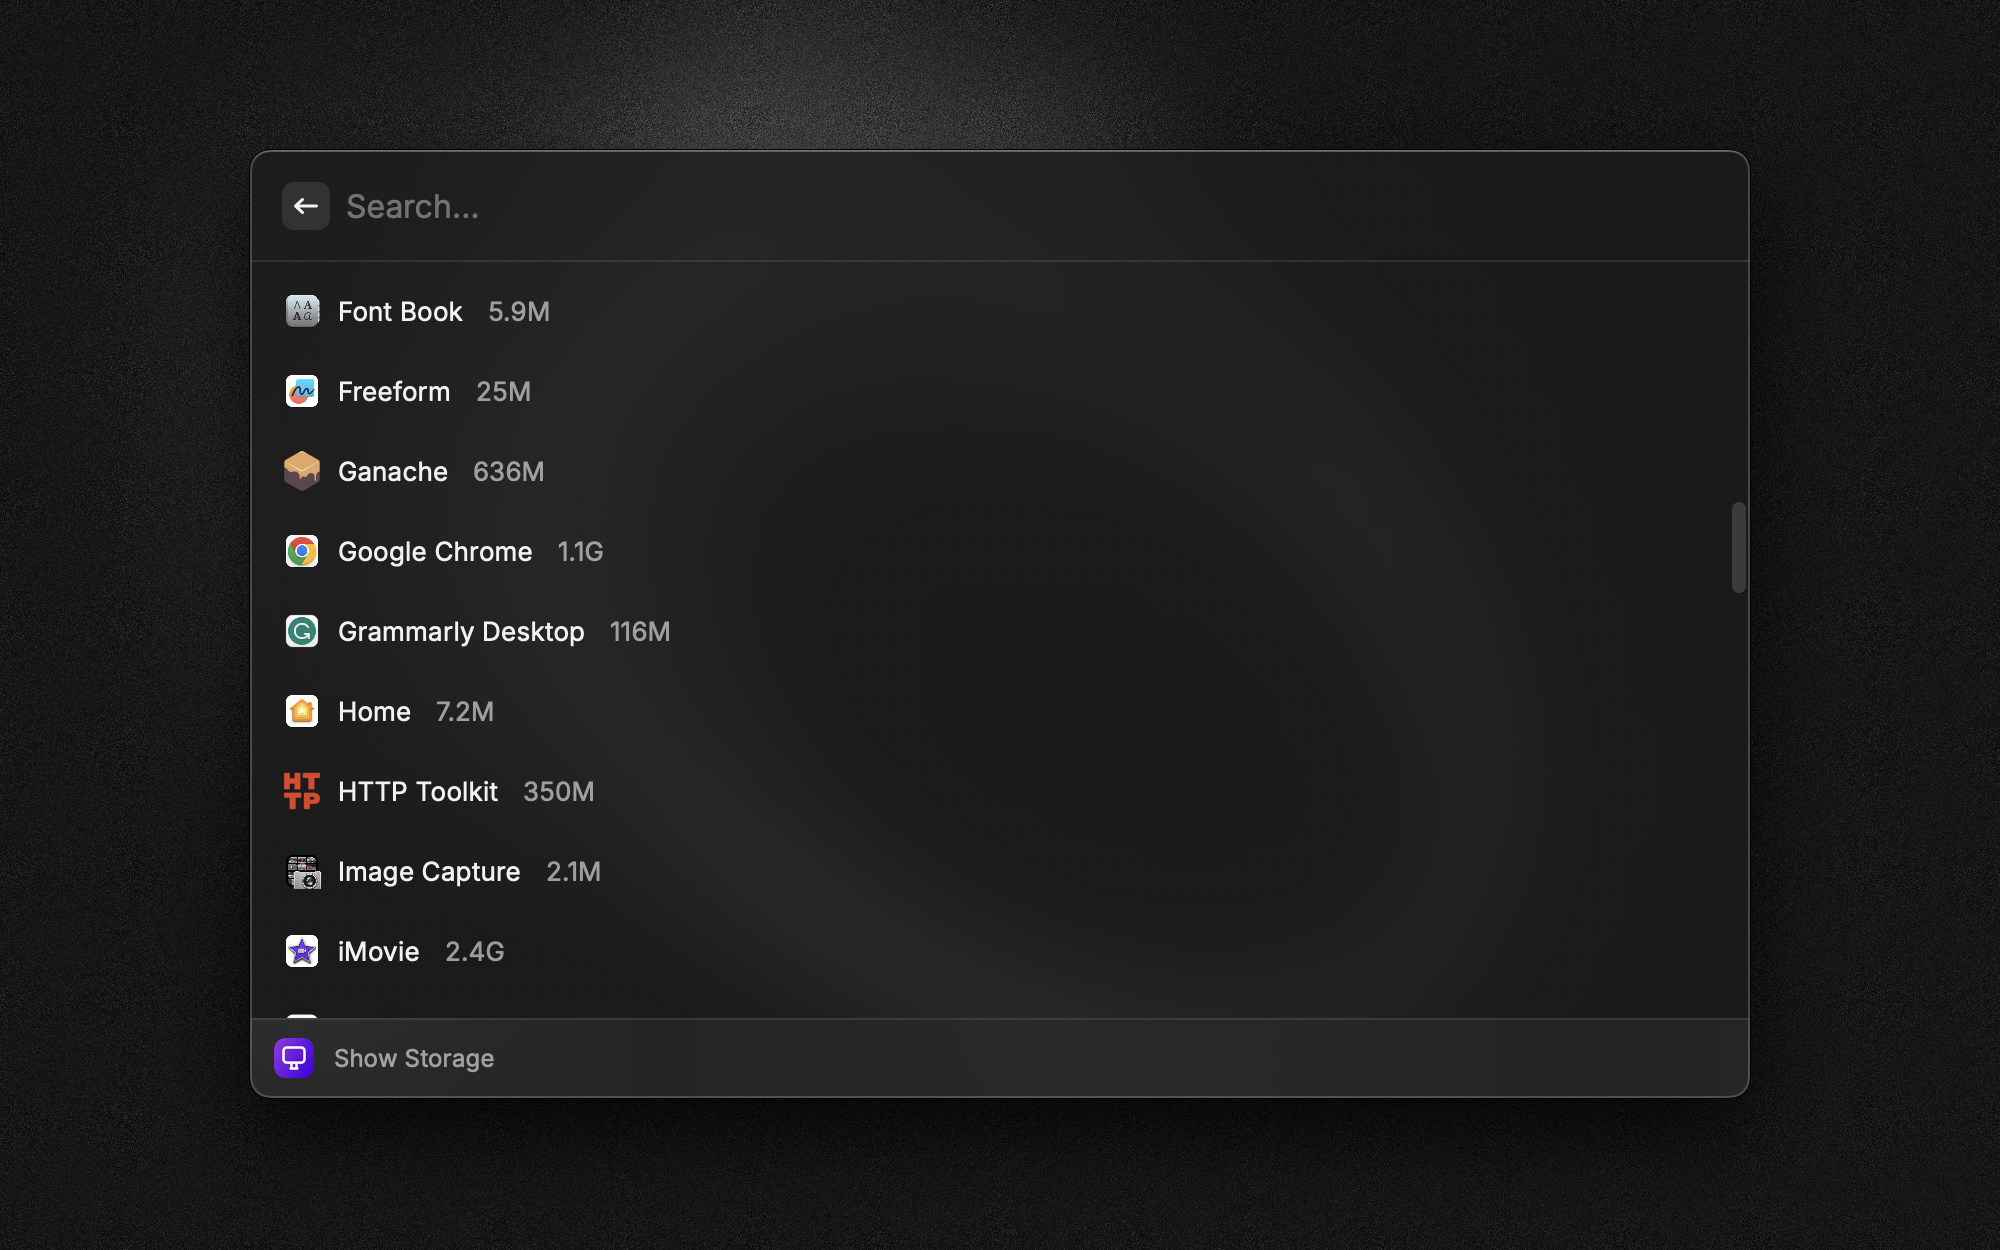 Search...
Font Book 5.9M
Freeform 25M
Ganache 636M
Google Chrome 1.1G
Grammarly Desktop 116M
Home 7.2M
HTTP Toolkit 350M
Image Capture 2.1M
iMovie 2.4G
Show Storage